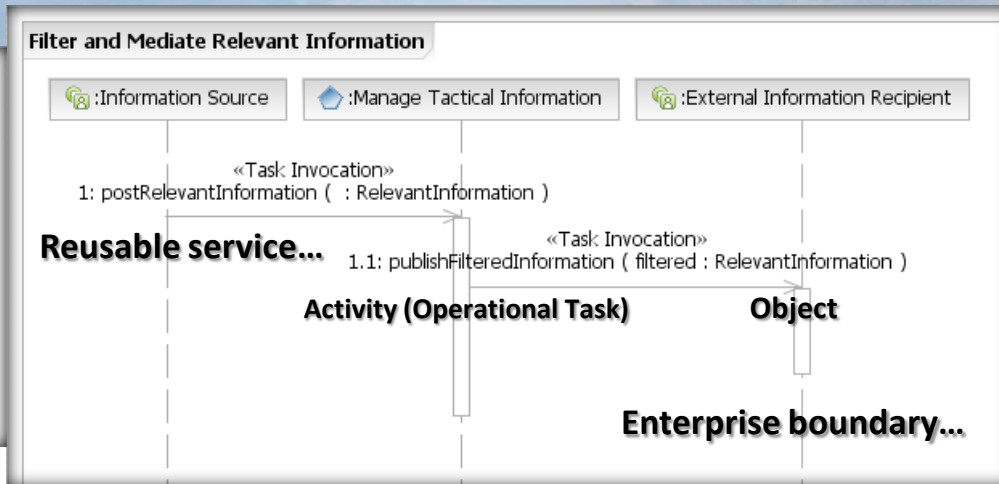 Filter and Mediate Relevant Information
:Information Source
:Manage Tactical Information
:External Information Recipient
«Task Invocation»
1: postRelevantInformation ( : RelevantInformation )
Reusable service…
«Task Invocation»
1.1: publishFilteredInformation ( filtered : RelevantInformation )
Activity (Operational Task)
Object
Enterprise boundary…